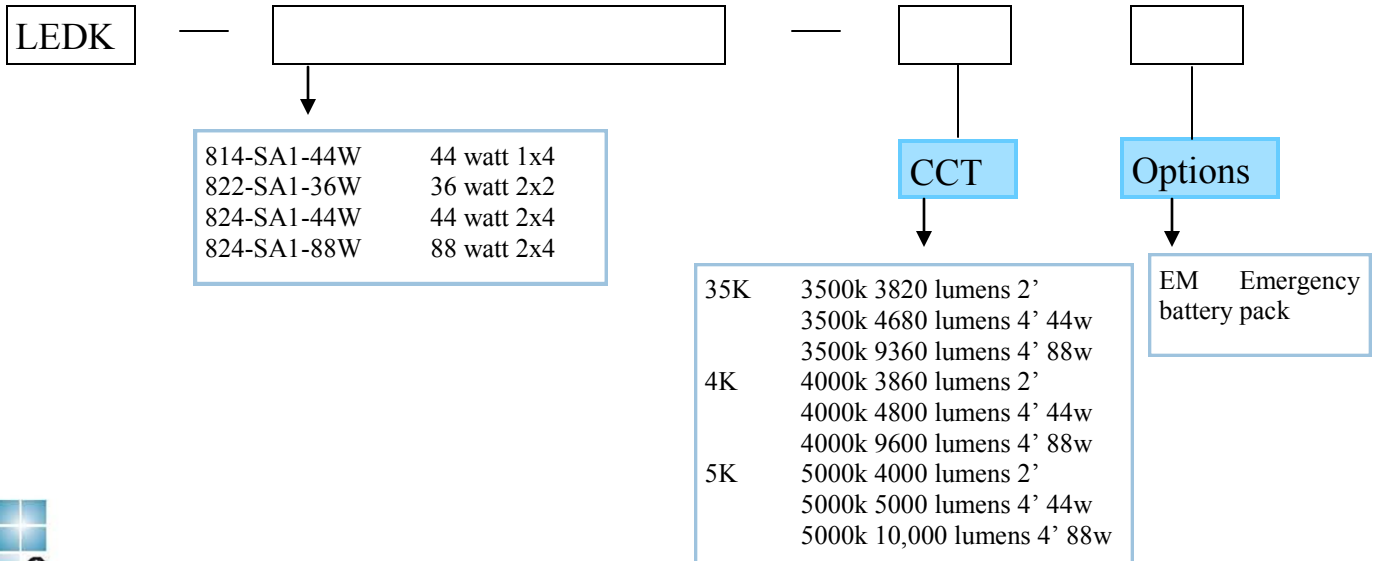 LEDK
814-SA1-44W 44 watt 1x4
822-SA1-36W 36 watt 2x2
824-SA1-44W 44 watt 2x4
824-SA1-88W 88 watt 2x4
CCT
35K 3500k 3820 lumens 2’
3500k 4680 lumens 4’ 44w
3500k 9360 lumens 4’ 88w
4K 4000k 3860 lumens 2’
4000k 4800 lumens 4’ 44w
4000k 9600 lumens 4’ 88w
5K 5000k 4000 lumens 2’
5000k 5000 lumens 4’ 44w
5000k 10,000 lumens 4’ 88w
Options
EM Emergency
battery pack